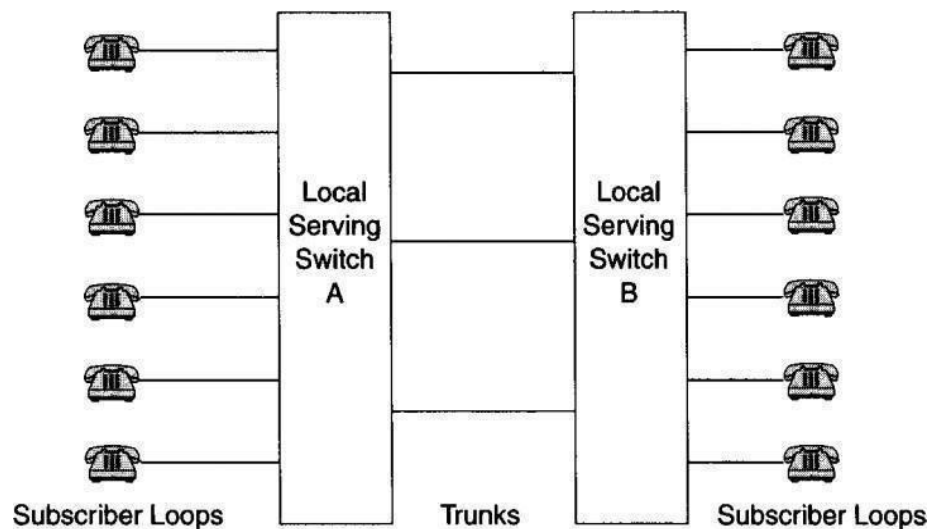 Local
Serving
Switch
A
Local
Serving
Switch
B
Subscriber Loops
Trunks
Subscriber Loops